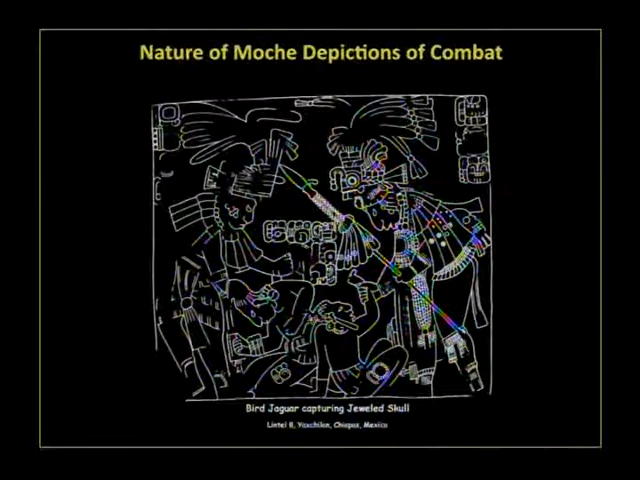 Nature of Moche Depictions of Combat
Bird Jaguar capturing Jeweled Skull
Lintel 8, Yaxchilan, Chiapas, Mexico